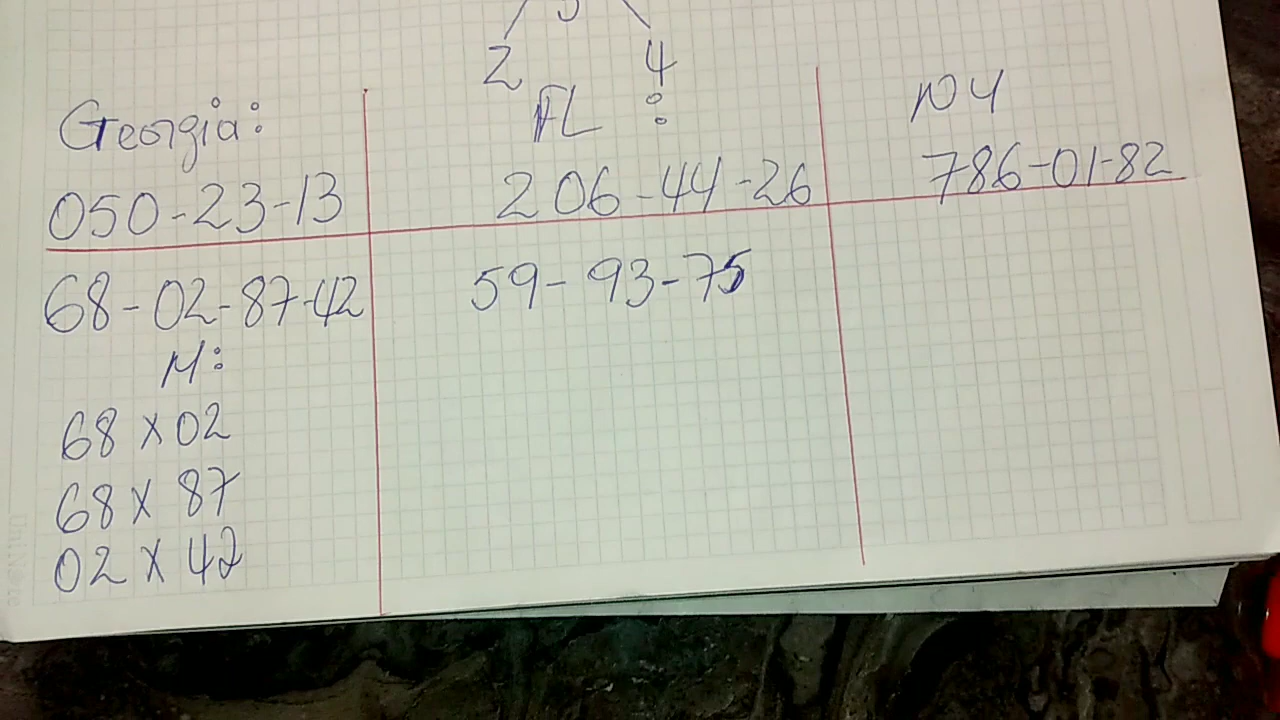 3
2 4
Georgia:
050-23-13
68-02-87-42
M:
68 x 02
68 x 87
02 x 42
FL :
206-44-26
59-93-75
NY
786-01-82